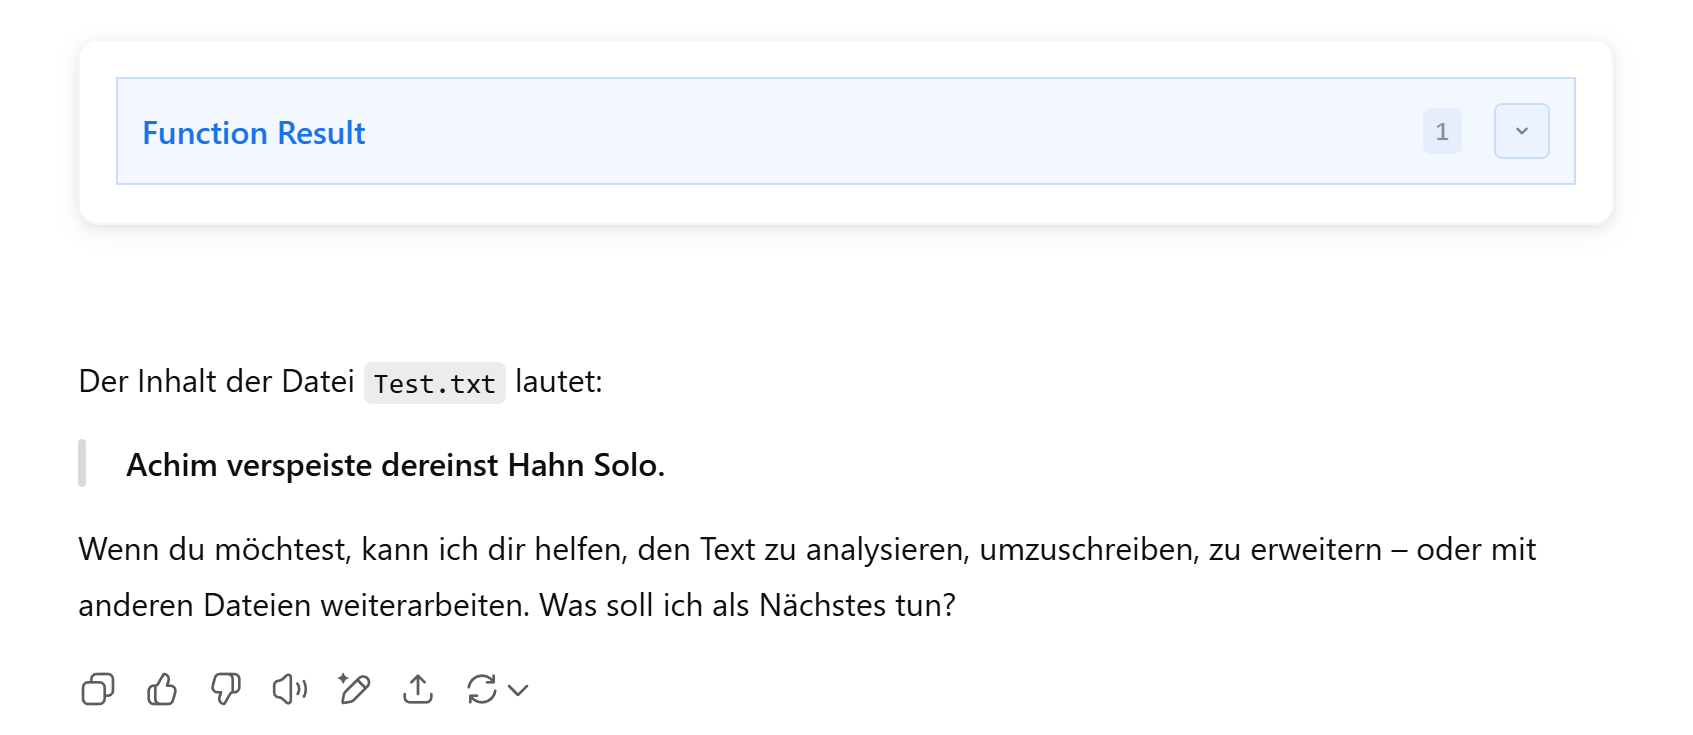 Function Result
1
Der Inhalt der Datei Test.txt lautet:
Achim verspeiste dereinst Hahn Solo.
Wenn du möchtest, kann ich dir helfen, den Text zu analysieren, umzuschreiben, zu erweitern – oder mit
anderen Dateien weiterarbeiten. Was soll ich als Nächstes tun?